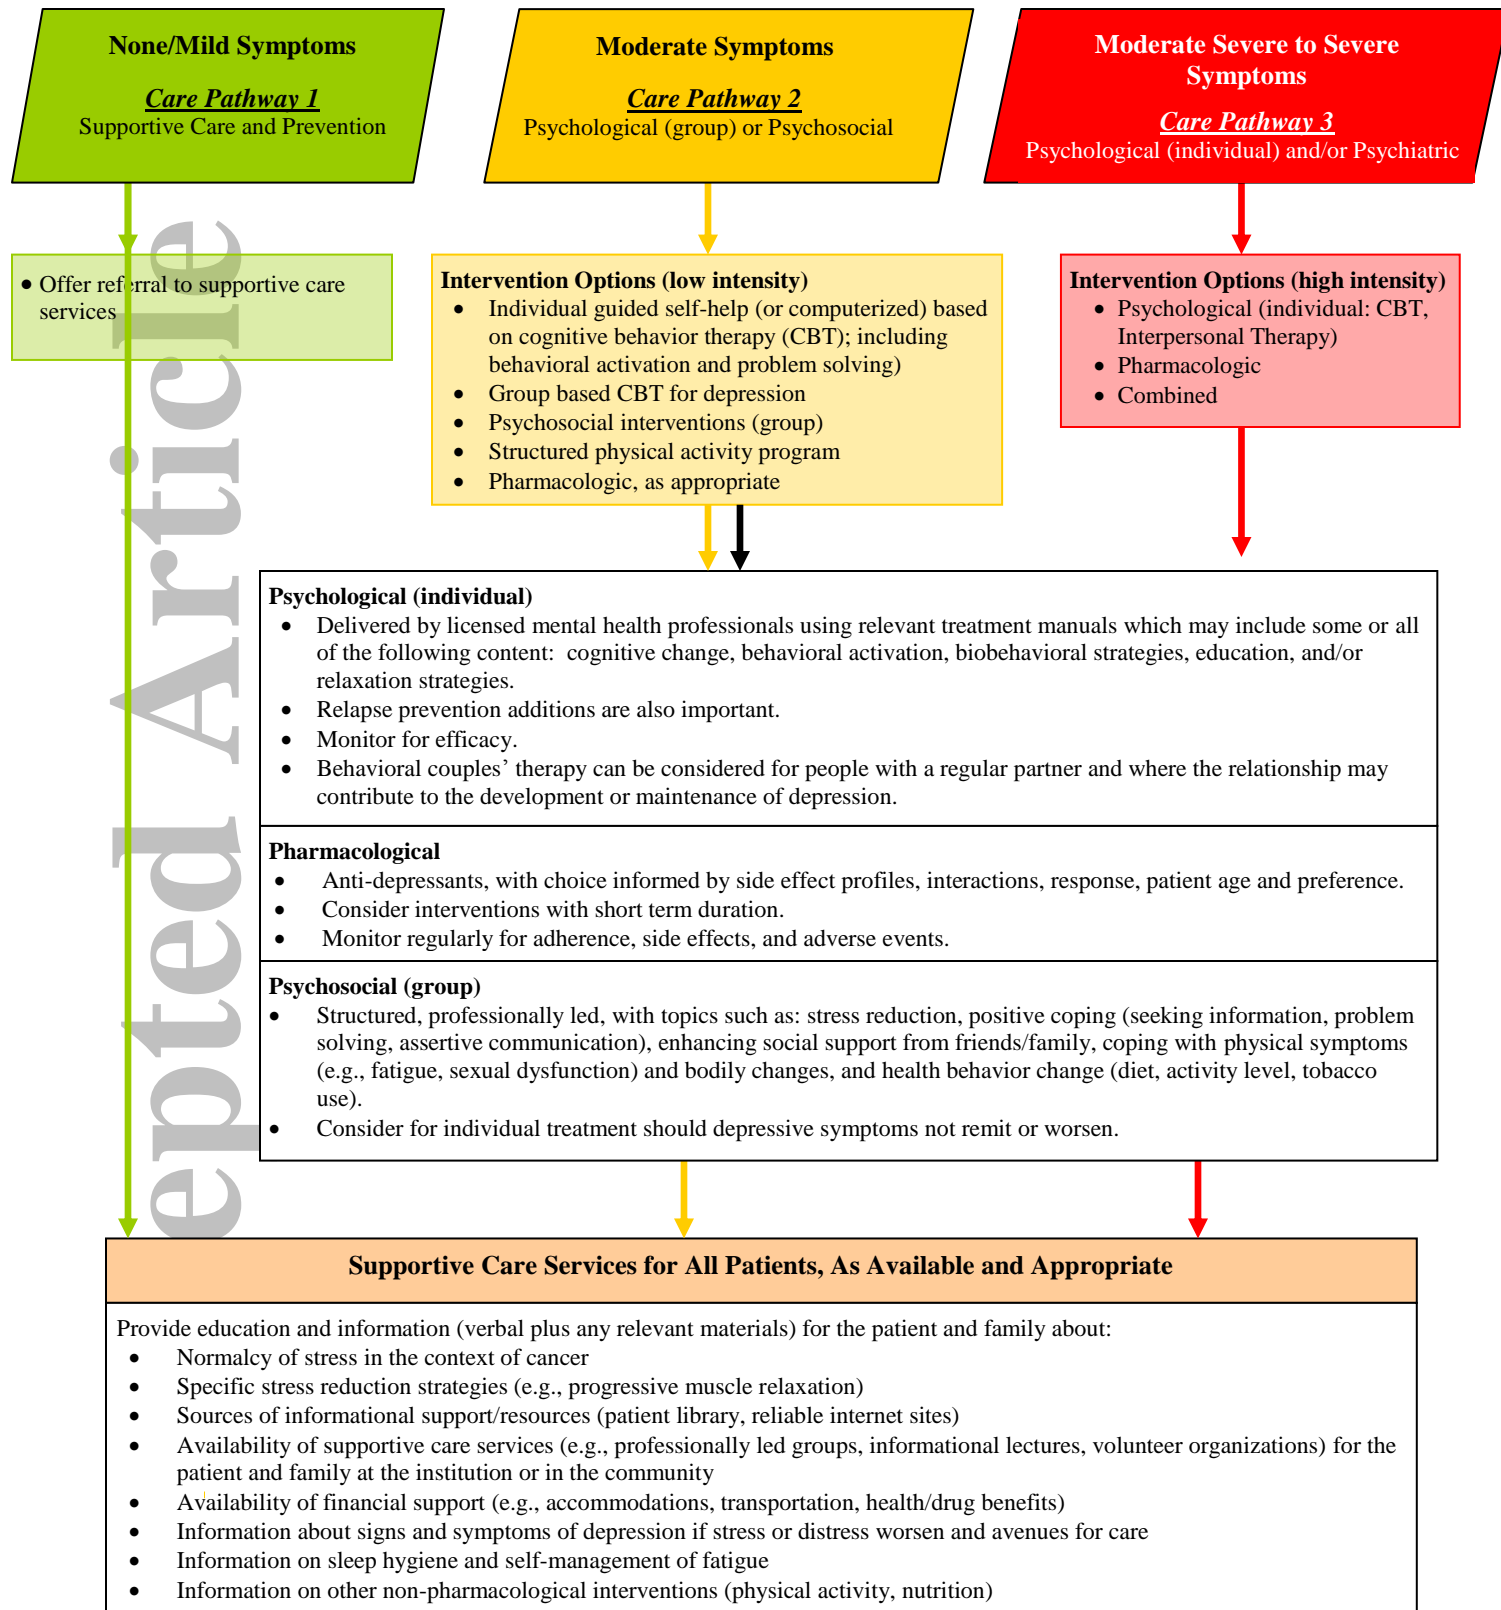 None/Mild Symptoms
Care Pathway 1
Supportive Care and Prevention
Moderate Symptoms
Care Pathway 2
Psychological (group) or Psychosocial
Moderate Severe to Severe
Symptoms
Care Pathway 3
Psychological (individual) and/or Psychiatric
• Offer referral to supportive care
services
Intervention Options (low intensity)
• Individual guided self-help (or computerized) based
on cognitive behavior therapy (CBT); including
behavioral activation and problem solving)
• Group based CBT for depression
• Psychosocial interventions (group)
• Structured physical activity program
• Pharmacologic, as appropriate
Intervention Options (high intensity)
• Psychological (individual: CBT,
Interpersonal Therapy)
• Pharmacologic
• Combined
Psychological (individual)
• Delivered by licensed mental health professionals using relevant treatment manuals which may include some or all
of the following content: cognitive change, behavioral activation, biobehavioral strategies, education, and/or
relaxation strategies.
• Relapse prevention additions are also important.
• Monitor for efficacy.
• Behavioral couples’ therapy can be considered for people with a regular partner and where the relationship may
contribute to the development or maintenance of depression.
Pharmacological
• Anti-depressants, with choice informed by side effect profiles, interactions, response, patient age and preference.
• Consider interventions with short term duration.
• Monitor regularly for adherence, side effects, and adverse events.
Psychosocial (group)
• Structured, professionally led, with topics such as: stress reduction, positive coping (seeking information, problem
solving, assertive communication), enhancing social support from friends/family, coping with physical symptoms
(e.g., fatigue, sexual dysfunction) and bodily changes, and health behavior change (diet, activity level, tobacco
use).
• Consider for individual treatment should depressive symptoms not remit or worsen.
Supportive Care Services for All Patients, As Available and Appropriate
Provide education and information (verbal plus any relevant materials) for the patient and family about:
• Normalcy of stress in the context of cancer
• Specific stress reduction strategies (e.g., progressive muscle relaxation)
• Sources of informational support/resources (patient library, reliable internet sites)
• Availability of supportive care services (e.g., professionally led groups, informational lectures, volunteer organizations) for the
patient and family at the institution or in the community
• Availability of financial support (e.g., accommodations, transportation, health/drug benefits)
• Information about signs and symptoms of depression if stress or distress worsen and avenues for care
• Information on sleep hygiene and self-management of fatigue
• Information on other non-pharmacological interventions (physical activity, nutrition)
epted Article